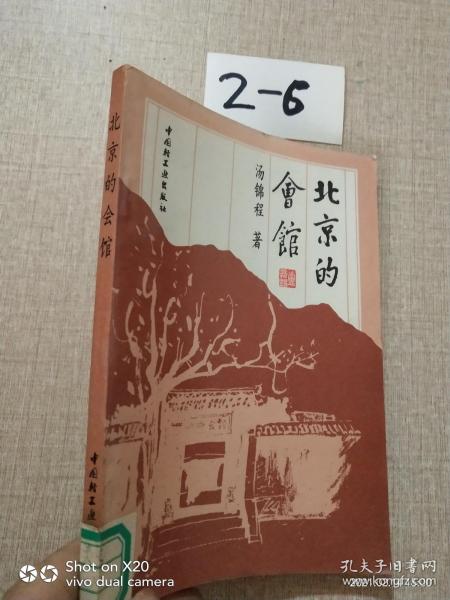 2-6
北京的
會館
汤锦程 著
中国轻工业出版社
北京的会馆
中国轻工业
SHOT ON X20
vivo dual camera
孔夫子旧书网